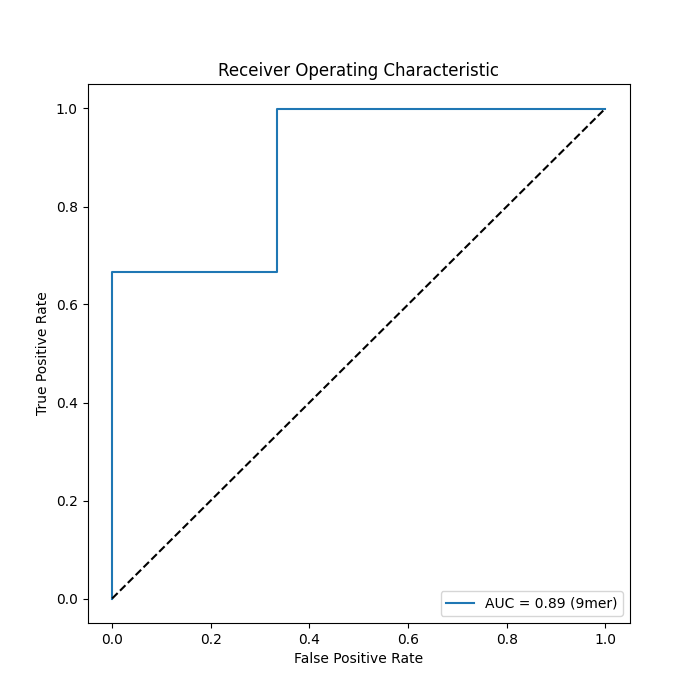 Receiver Operating Characteristic
True Positive Rate
1.0
0.8
0.6
0.4
0.2
0.0
AUC = 0.89 (9mer)
0.0 0.2 0.4 0.6 0.8 1.0
False Positive Rate